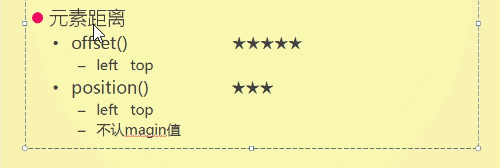 元素距离
• offset() ★★★★★
– left top
• position() ★★★
– left top
– 不认magin值